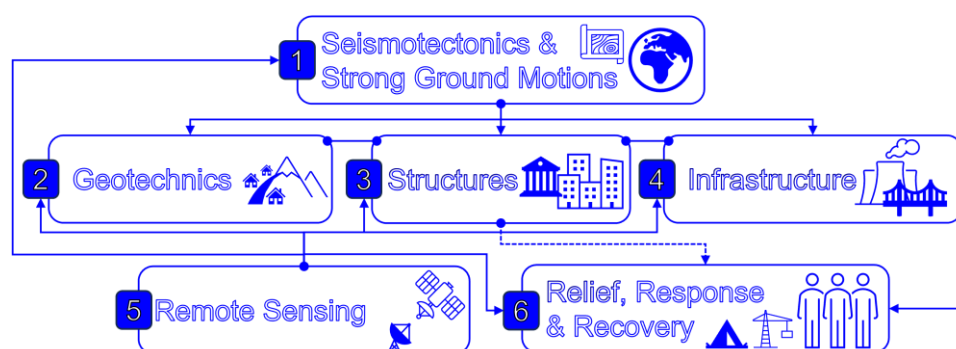 1
Seismotectonics &
Strong Ground Motions
2
Geotechnics
3
Structures
4
Infrastructure
5
Remote Sensing
6
Relief, Response
& Recovery